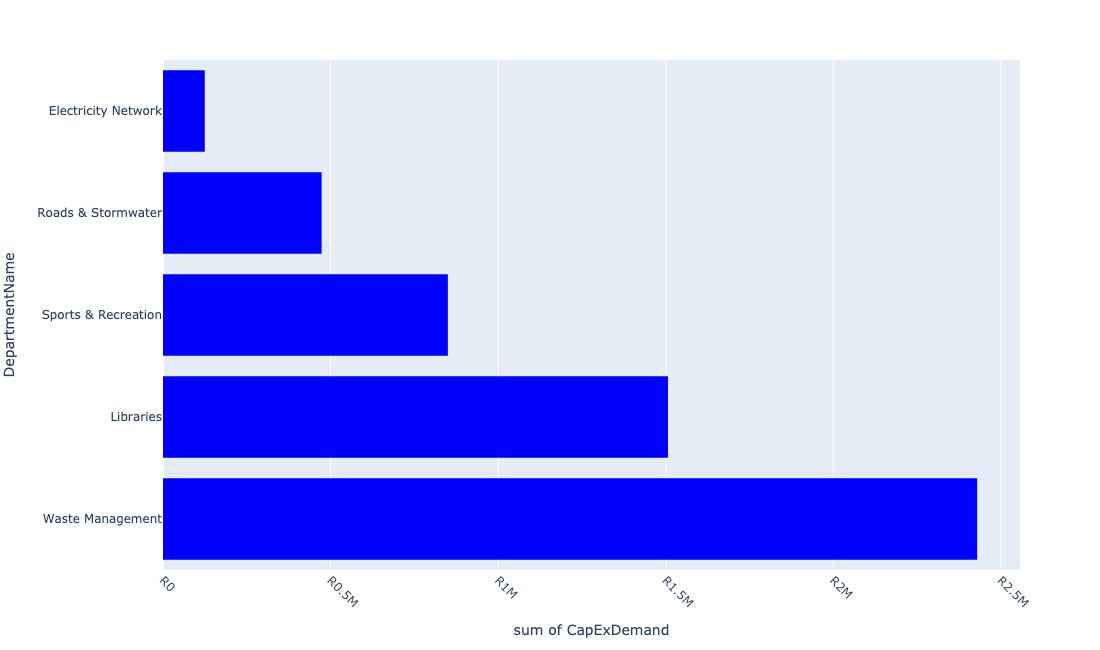 DepartmentName
Electricity Network
Roads & Stormwater
Sports & Recreation
Libraries
Waste Management
R0
R0.5M
R1M
R1.5M
R2M
R2.5M
sum of CapExDemand